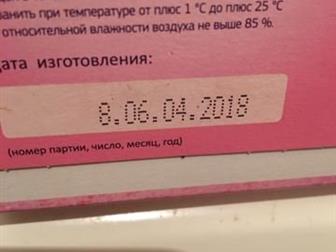 ранить при температуре от плюс 1 °С до плюс 25 °С
относительной влажности воздуха не выше 85 %.
дата изготовления:
8.06.04.2018
(номер партии, число, месяц, год)